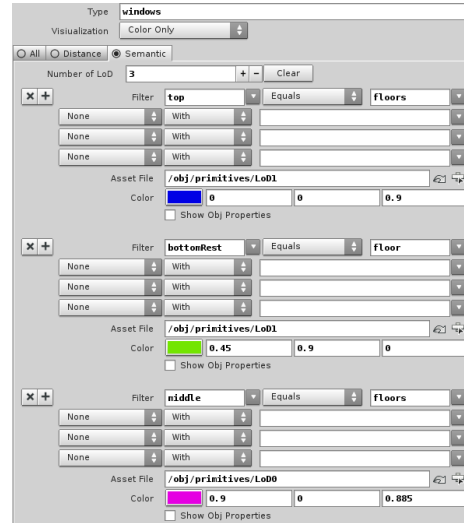 Type windows
Visiualization Color Only
All Distance Semantic
Number of LoD 3 + - Clear
Filter top Equals floors
None With
None With
None With
Asset File /obj/primitives/LoD1
Color 0 0 0.9
Show Obj Properties
Filter bottomRest Equals floor
None With
None With
None With
Asset File /obj/primitives/LoD1
Color 0.45 0.9 0
Show Obj Properties
Filter middle Equals floors
None With
None With
None With
Asset File /obj/primitives/LoD0
Color 0.9 0 0.885
Show Obj Properties